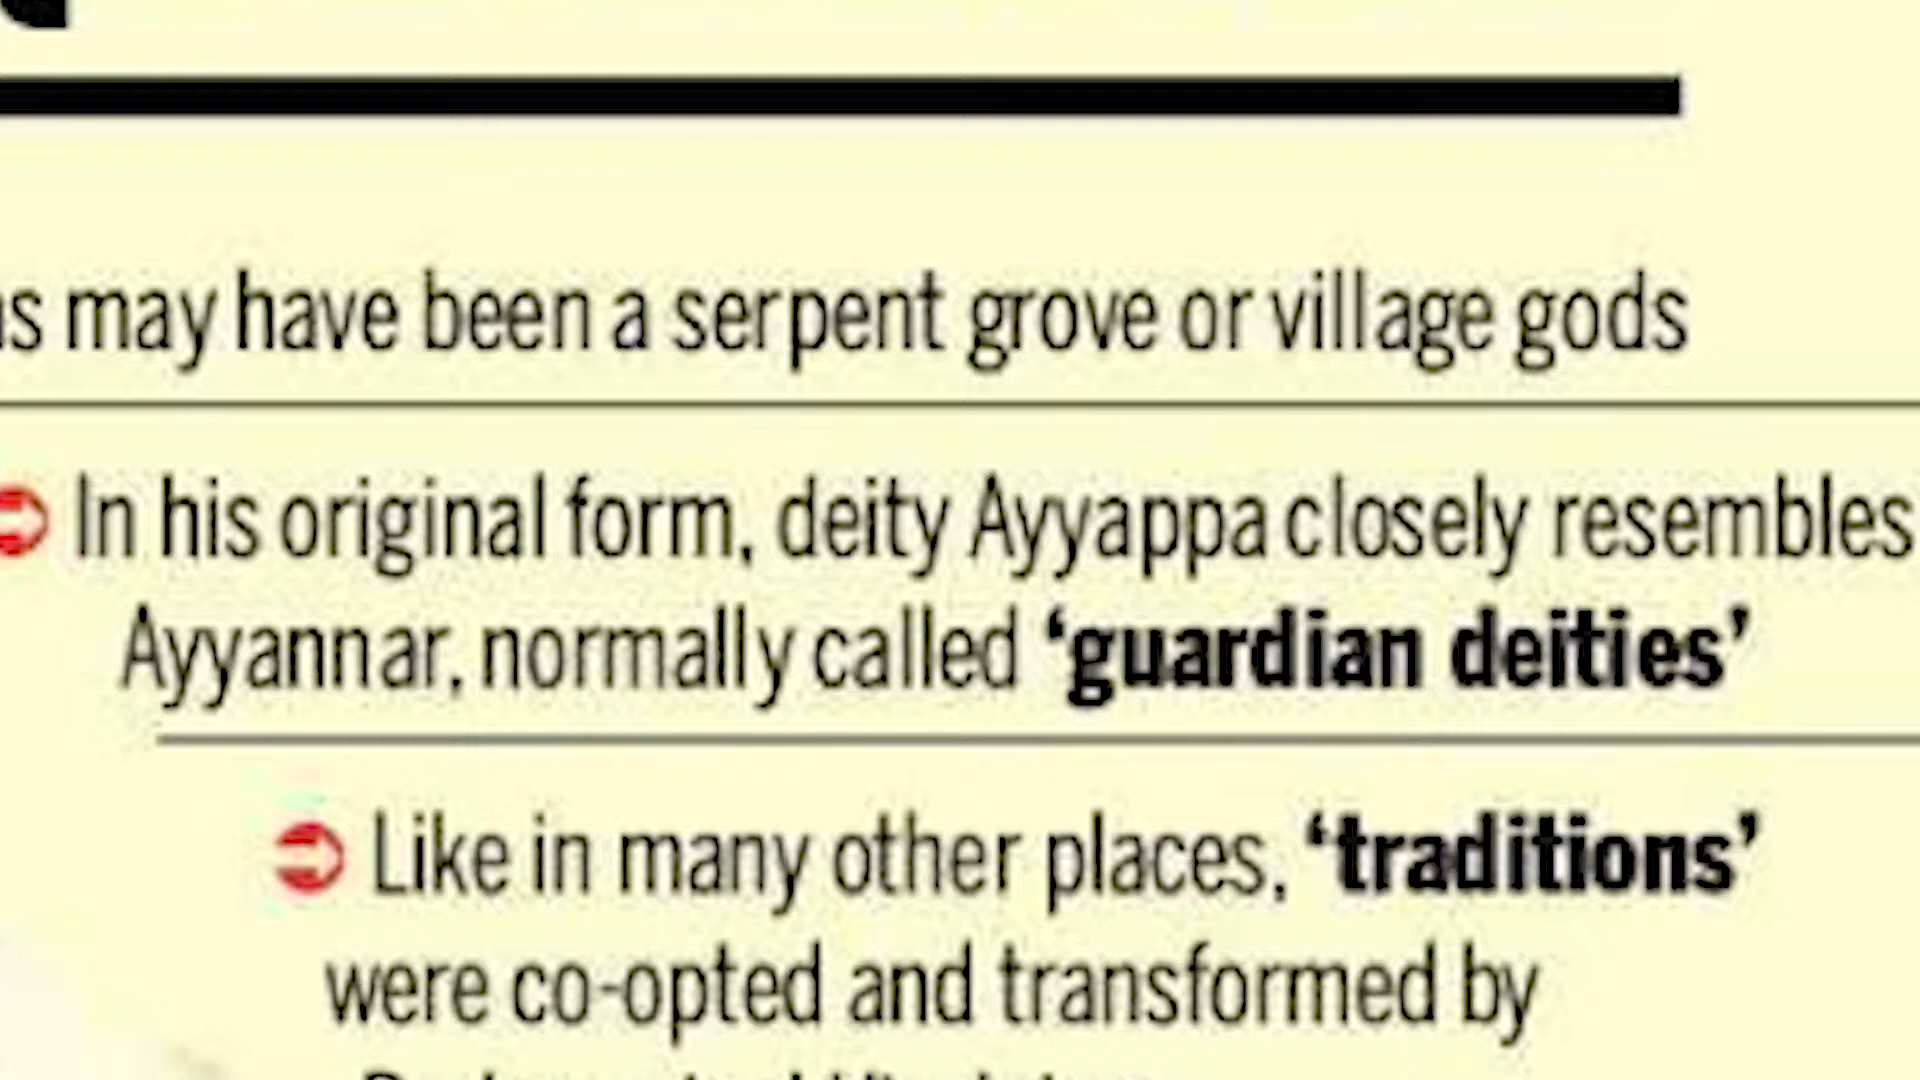 may have been a serpent grove or village gods
In his original form, deity Ayyappa closely resembles
Ayyannar, normally called ‘guardian deities’
Like in many other places, ‘traditions’
were co-opted and transformed by